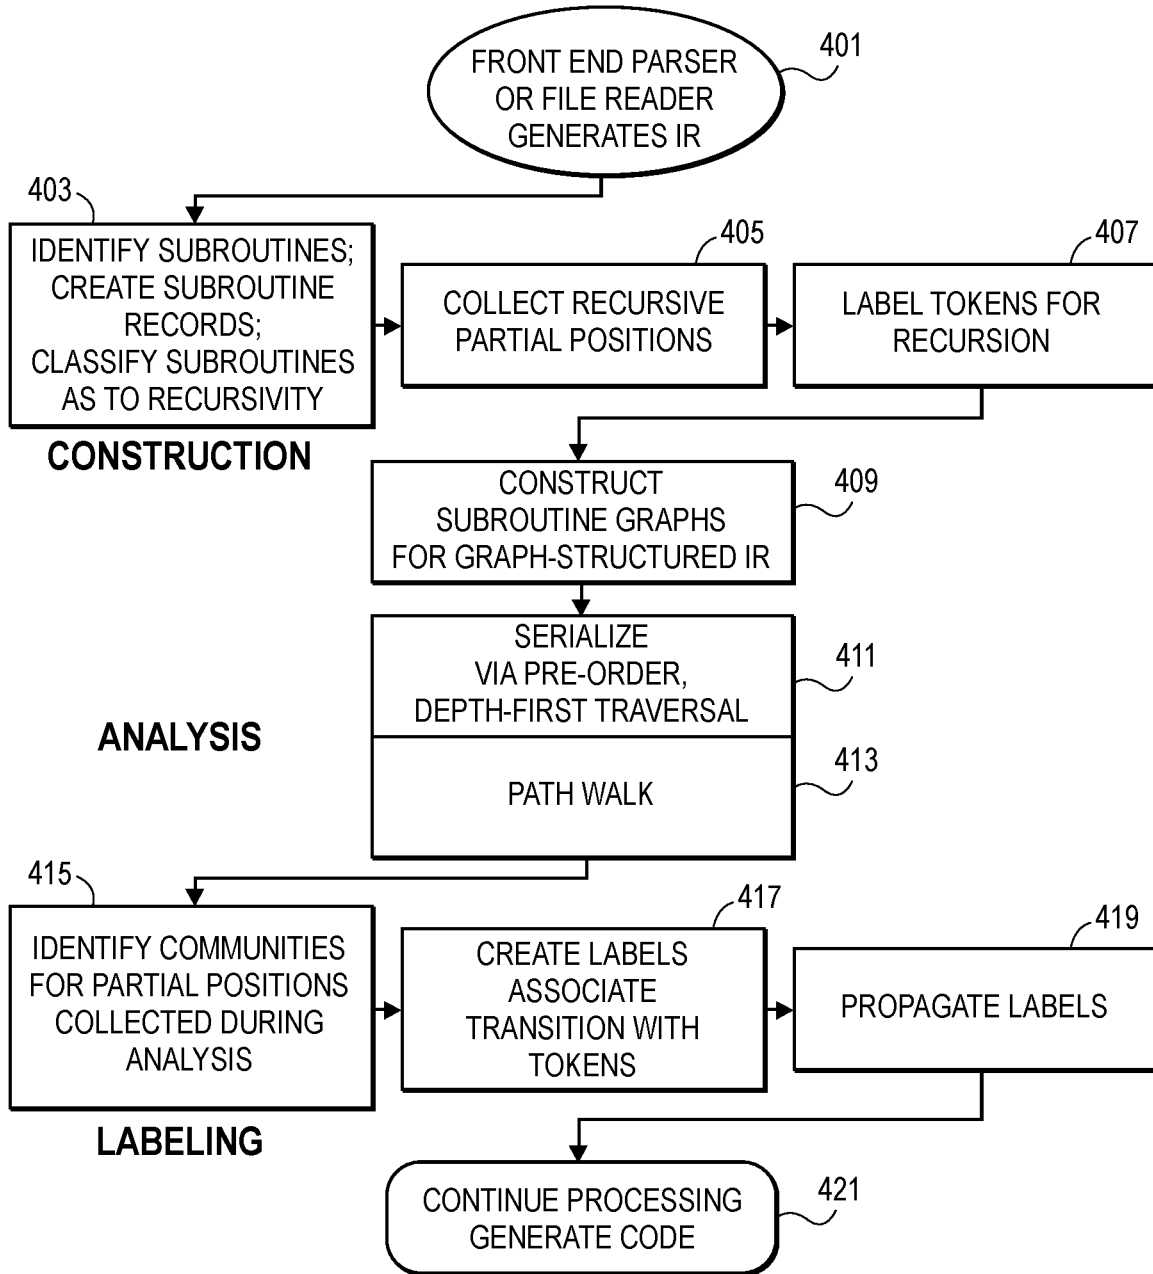 FRONT END PARSER
OR FILE READER
GENERATES IR
401
403
IDENTIFY SUBROUTINES;
CREATE SUBROUTINE
RECORDS;
CLASSIFY SUBROUTINES
AS TO RECURSIVITY
405
COLLECT RECURSIVE
PARTIAL POSITIONS
407
LABEL TOKENS FOR
RECURSION
CONSTRUCTION
CONSTRUCT
SUBROUTINE GRAPHS
FOR GRAPH-STRUCTURED IR
409
SERIALIZE
VIA PRE-ORDER,
DEPTH-FIRST TRAVERSAL
411
ANALYSIS
PATH WALK
413
415
IDENTIFY COMMUNITIES
FOR PARTIAL POSITIONS
COLLECTED DURING
ANALYSIS
417
CREATE LABELS
ASSOCIATE
TRANSITION WITH
TOKENS
419
PROPAGATE LABELS
LABELING
CONTINUE PROCESSING
GENERATE CODE
421